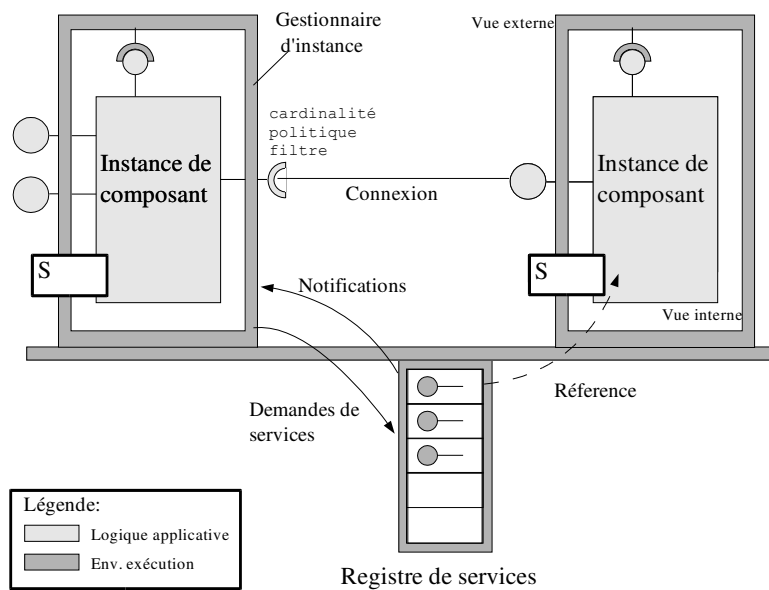 Gestionnaire
d'instance
Vue externe
cardinalité
politique
filtre
Instance de
composant
Instance de
composant
Connexion
S
S
Notifications
Vue interne
Demandes de
services
Réference
Légende:
Logique applicative
Env. exécution
Registre de services